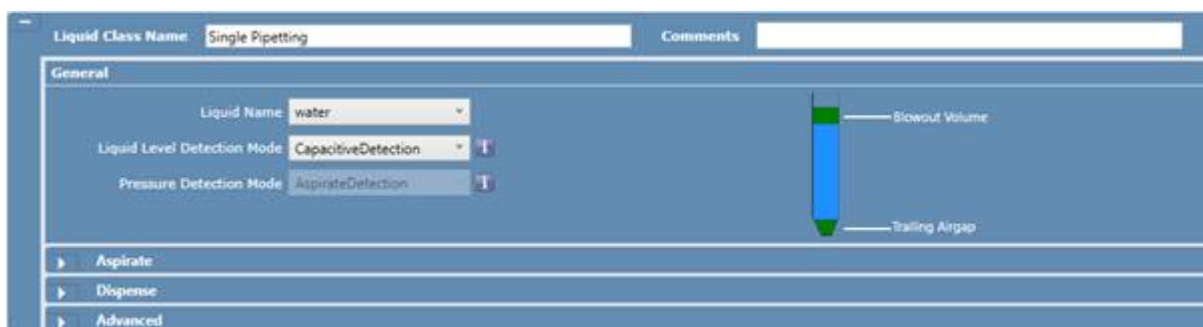 Liquid Class Name Single Pipetting Comments
General
Liquid Name water
Blowout Volume
Liquid Level Detection Mode CapacitiveDetection
Pressure Detection Mode AspirateDetection
Trailing Airgap
Aspirate
Dispense
Advanced